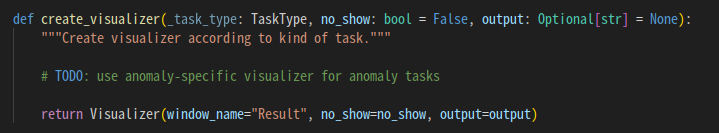 def create_visualizer(_task_type: TaskType, no_show: bool = False, output: Optional[str] = None):
    """Create visualizer according to kind of task."""
    # TODO: use anomaly-specific visualizer for anomaly tasks
    return Visualizer(window_name="Result", no_show=no_show, output=output)